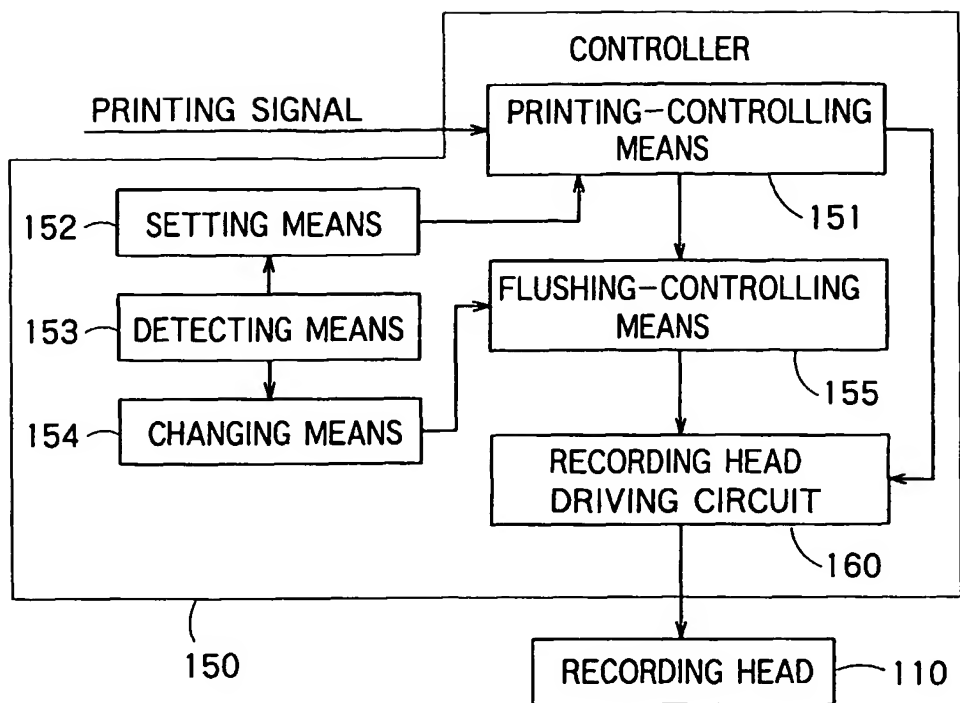 CONTROLLER
PRINTING SIGNAL
PRINTING-CONTROLLING
MEANS
151
152
SETTING MEANS
153
DETECTING MEANS
154
CHANGING MEANS
FLUSHING-CONTROLLING
MEANS
155
RECORDING HEAD
DRIVING CIRCUIT
160
150
RECORDING HEAD
110